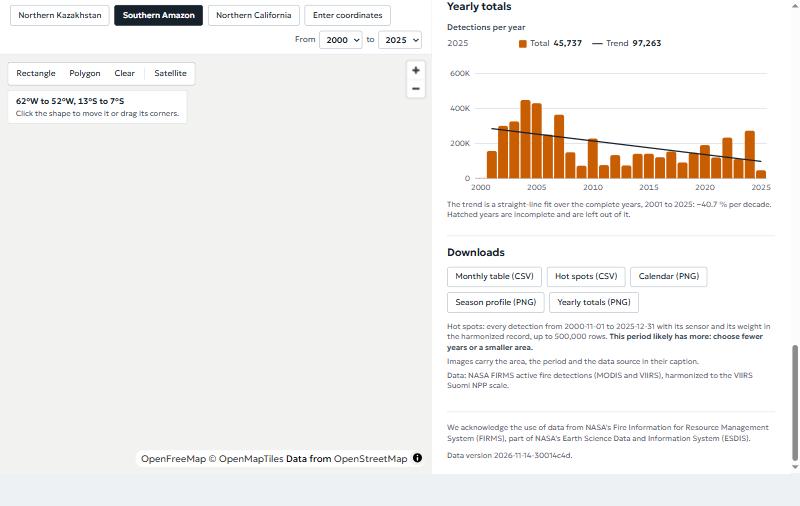 Northern Kazakhstan Southern Amazon Northern California Enter coordinates
From 2000 to 2025
Rectangle Polygon Clear Satellite
62°W to 52°W, 13°S to 7°S
Click the shape to move it or drag its corners.
+
−
OpenFreeMap © OpenMapTiles Data from OpenStreetMap
Yearly totals
Detections per year
2025 Total 45,737 Trend 97,263
600K
400K
200K
0
2000 2005 2010 2015 2020 2025
The trend is a straight-line fit over the complete years, 2001 to 2025: −40.7 % per decade.
Hatched years are incomplete and are left out of it.
Downloads
Monthly table (CSV) Hot spots (CSV) Calendar (PNG)
Season profile (PNG) Yearly totals (PNG)
Hot spots: every detection from 2000-11-01 to 2025-12-31 with its sensor and its weight in
the harmonized record, up to 500,000 rows. This period likely has more: choose fewer
years or a smaller area.
Images carry the area, the period and the data source in their caption.
Data: NASA FIRMS active fire detections (MODIS and VIIRS), harmonized to the VIIRS
Suomi NPP scale.
We acknowledge the use of data from NASA's Fire Information for Resource Management
System (FIRMS), part of NASA's Earth Science Data and Information System (ESDIS).
Data version 2026-11-14-30014c4d.